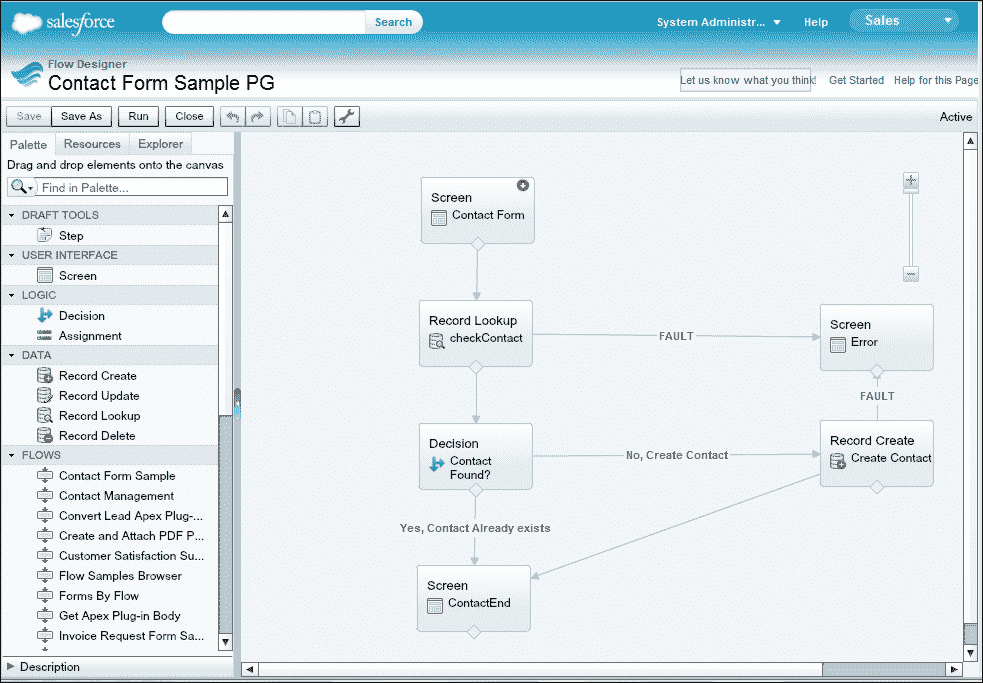 salesforce
Search
System Administr...
Help
Sales
Flow Designer
Contact Form Sample PG
Let us know what you think!
Get Started
Help for this Page
Save
Save As
Run
Close
Active
Palette
Resources
Explorer
Drag and drop elements onto the canvas
Find in Palette...
DRAFT TOOLS
Step
USER INTERFACE
Screen
LOGIC
Decision
Assignment
DATA
Record Create
Record Update
Record Lookup
Record Delete
FLOWS
Contact Form Sample
Contact Management
Convert Lead Apex Plug-...
Create and Attach PDF P...
Customer Satisfaction Su...
Flow Samples Browser
Forms By Flow
Get Apex Plug-in Body
Invoice Request Form Sa...
Description
Screen
Contact Form
Record Lookup
checkContact
FAULT
Screen
Error
FAULT
Decision
Contact
Found?
No, Create Contact
Record Create
Create Contact
Yes, Contact Already exists
Screen
ContactEnd